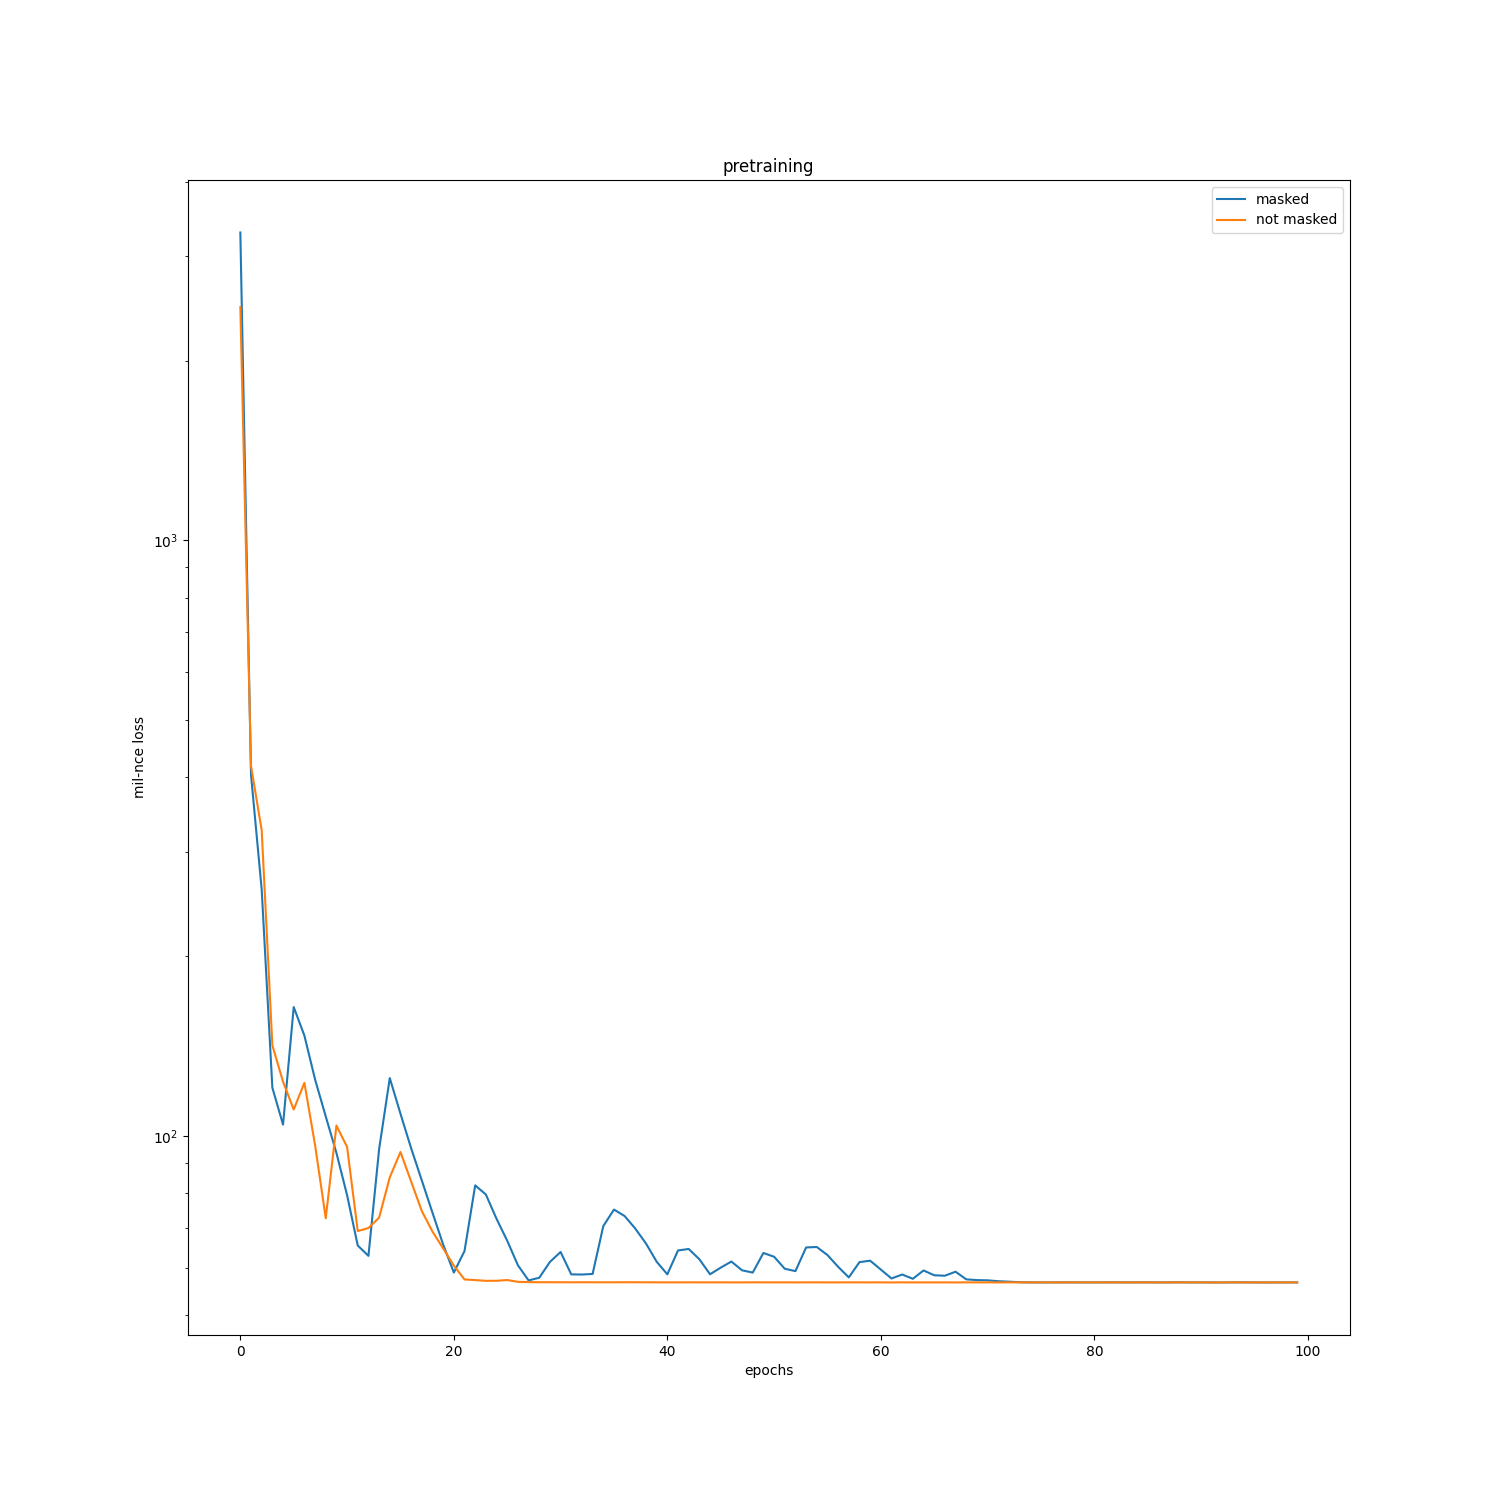 pretraining
masked
not masked
mil-nce loss
10³
10²
0 20 40 60 80 100
epochs